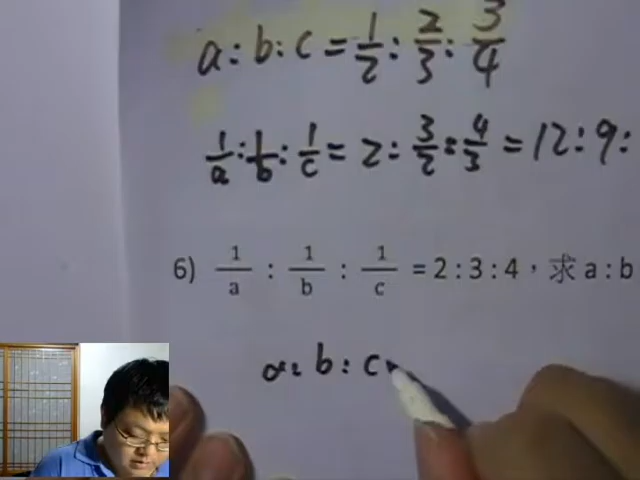 a : b : c = 1/2 : 2/3 : 3/4
1/a : 1/b : 1/c = 2 : 3/2 : 4/3 = 12 : 9 :
6) 1/a : 1/b : 1/c = 2 : 3 : 4,求 a : b
a : b : c